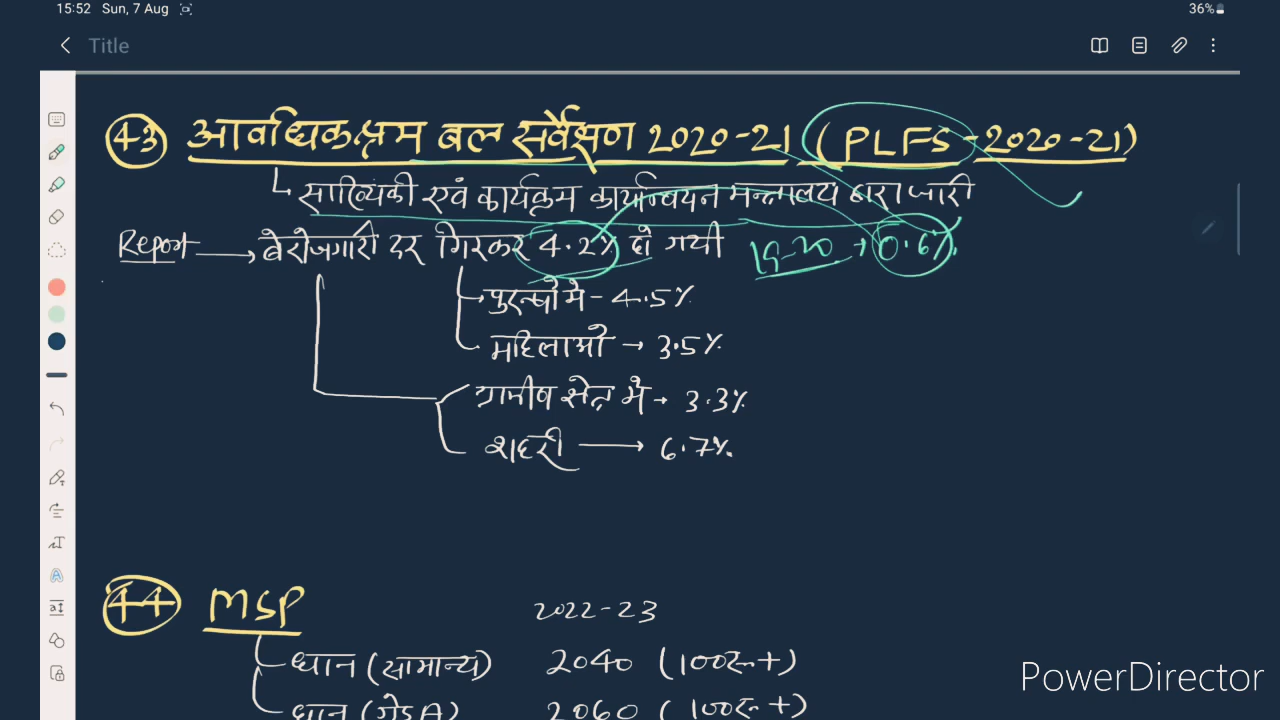 15:52 Sun, 7 Aug 36%
Title
43 आवधिक श्रम बल सर्वेक्षण 2020-21 (PLFS-2020-21)
सांख्यिकी एवं कार्यक्रम कार्यान्वयन मन्त्रालय द्वारा जारी
Report → बेरोजगारी दर गिरकर 4.2% हो गयी 19-20 → 0.6%.
पुरुषो मे - 4.5%
महिलाओ → 3.5%
ग्रामीण क्षेत्र मे → 3.3%
शहरी → 6.7%.
44 MSP 2022-23
धान (सामान्य) 2040 (100रू+)
धान (ग्रेडA) 2060 (100रू+)
PowerDirector